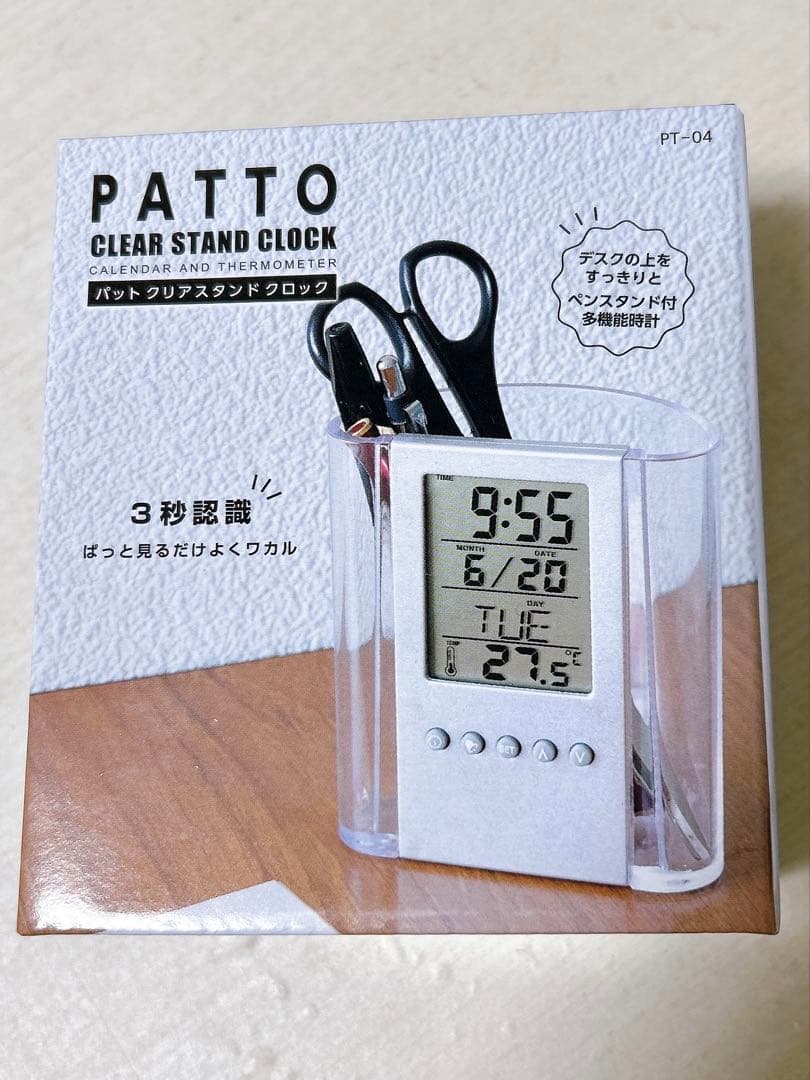 PT-04
PATTO
CLEAR STAND CLOCK
CALENDAR AND THERMOMETER
パット クリアスタンド クロック
デスクの上を
すっきりと
ペンスタンド付
多機能時計
3秒認識
ぱっと見るだけよくワカル
TIME
9:55
MONTH DATE
6/20
DAY
TUE
TEMP
27.5℃
SET